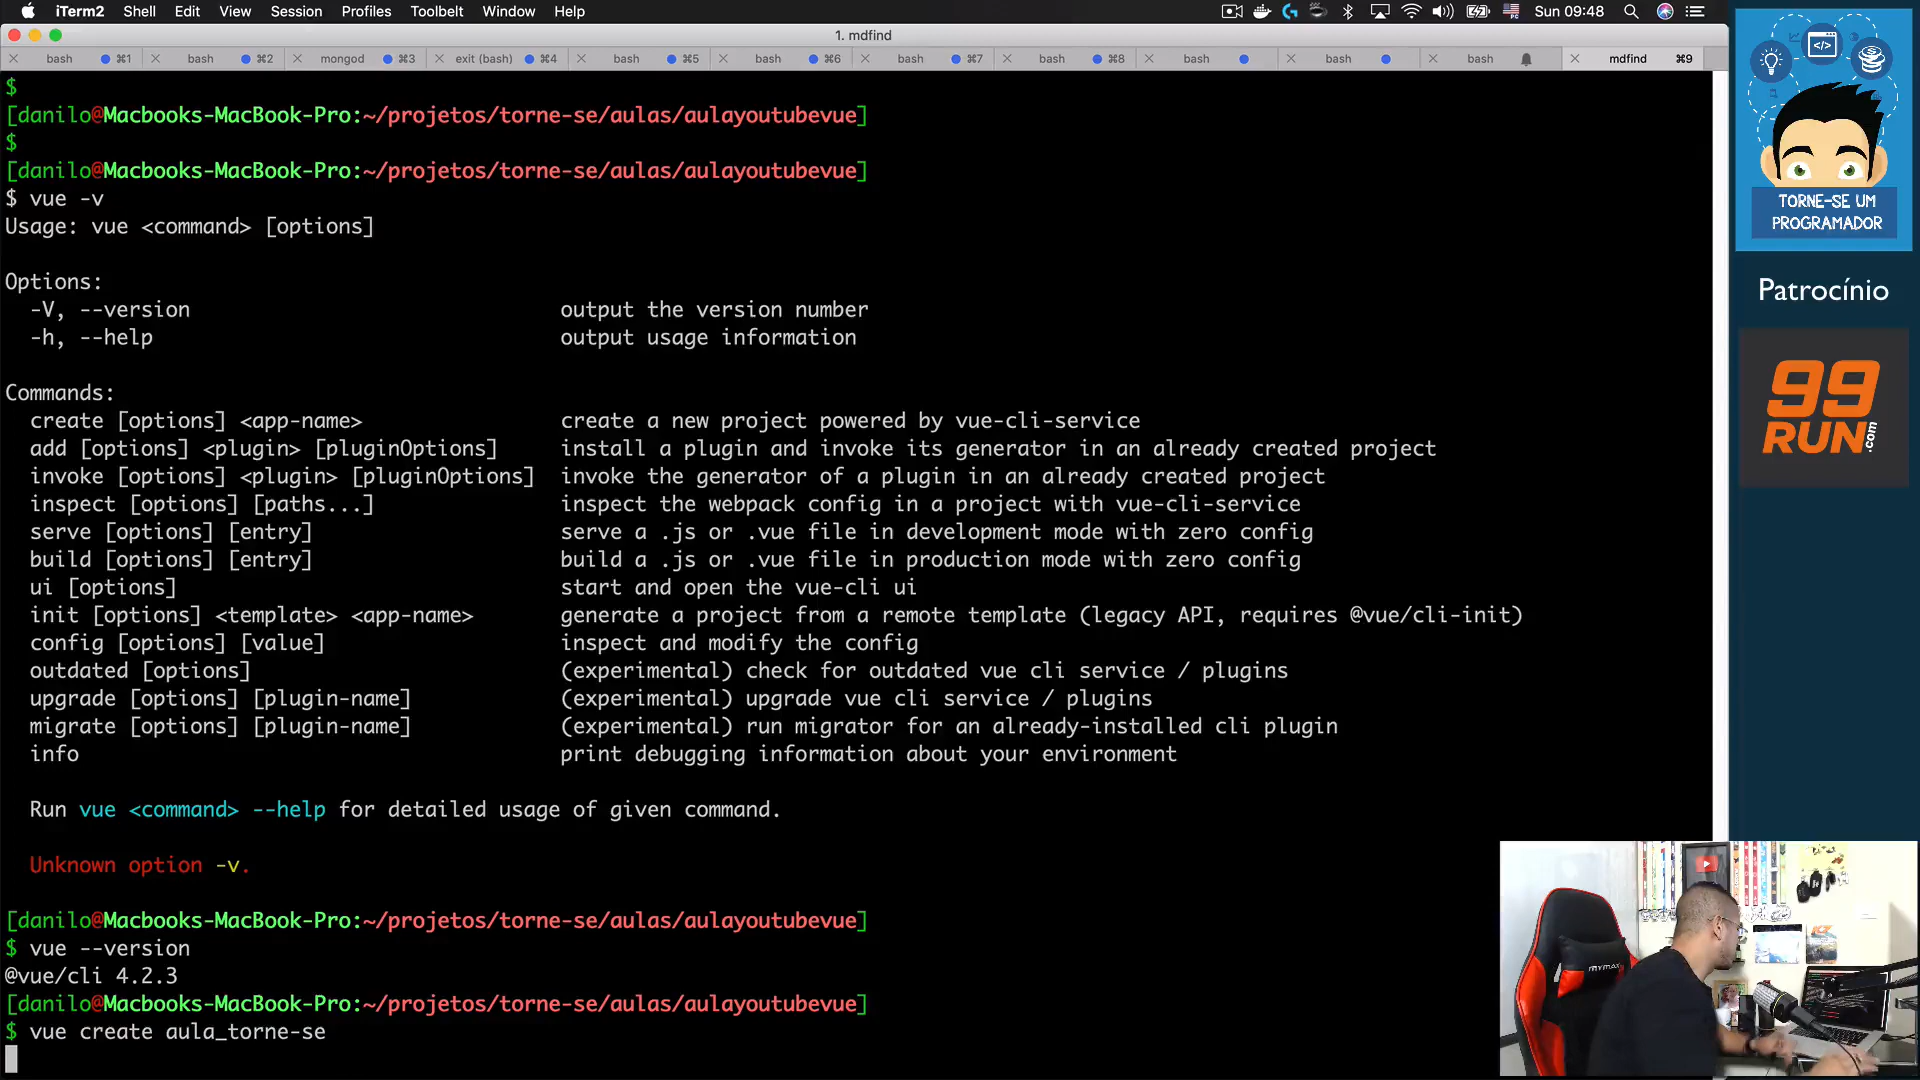 iTerm2 Shell Edit View Session Profiles Toolbelt Window Help Sun 09:48
1. mdfind
bash ⌘1 bash ⌘2 mongod ⌘3 exit (bash) ⌘4 bash ⌘5 bash ⌘6 bash ⌘7 bash ⌘8 bash bash bash mdfind ⌘9
$
[danilo@Macbooks-MacBook-Pro:~/projetos/torne-se/aulas/aulayoutubevue]
$
[danilo@Macbooks-MacBook-Pro:~/projetos/torne-se/aulas/aulayoutubevue]
$ vue -v
Usage: vue <command> [options]
Options:
-V, --version output the version number
-h, --help output usage information
Commands:
create [options] <app-name> create a new project powered by vue-cli-service
add [options] <plugin> [pluginOptions] install a plugin and invoke its generator in an already created project
invoke [options] <plugin> [pluginOptions] invoke the generator of a plugin in an already created project
inspect [options] [paths...] inspect the webpack config in a project with vue-cli-service
serve [options] [entry] serve a .js or .vue file in development mode with zero config
build [options] [entry] build a .js or .vue file in production mode with zero config
ui [options] start and open the vue-cli ui
init [options] <template> <app-name> generate a project from a remote template (legacy API, requires @vue/cli-init)
config [options] [value] inspect and modify the config
outdated [options] (experimental) check for outdated vue cli service / plugins
upgrade [options] [plugin-name] (experimental) upgrade vue cli service / plugins
migrate [options] [plugin-name] (experimental) run migrator for an already-installed cli plugin
info print debugging information about your environment
Run vue <command> --help for detailed usage of given command.
Unknown option -v.
[danilo@Macbooks-MacBook-Pro:~/projetos/torne-se/aulas/aulayoutubevue]
$ vue --version
@vue/cli 4.2.3
[danilo@Macbooks-MacBook-Pro:~/projetos/torne-se/aulas/aulayoutubevue]
$ vue create aula_torne-se
</>
TORNE-SE UM
PROGRAMADOR
Patrocínio
99
RUN.com
MYMAX